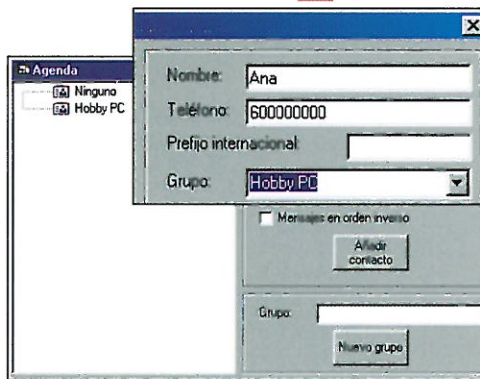 Agenda
Ninguno
Hobby PC
Nombre: Ana
Teléfono: 600000000
Prefijo internacional:
Grupo: Hobby PC
Mensajes en orden inverso
Añadir
contacto
Grupo:
Nuevo grupo